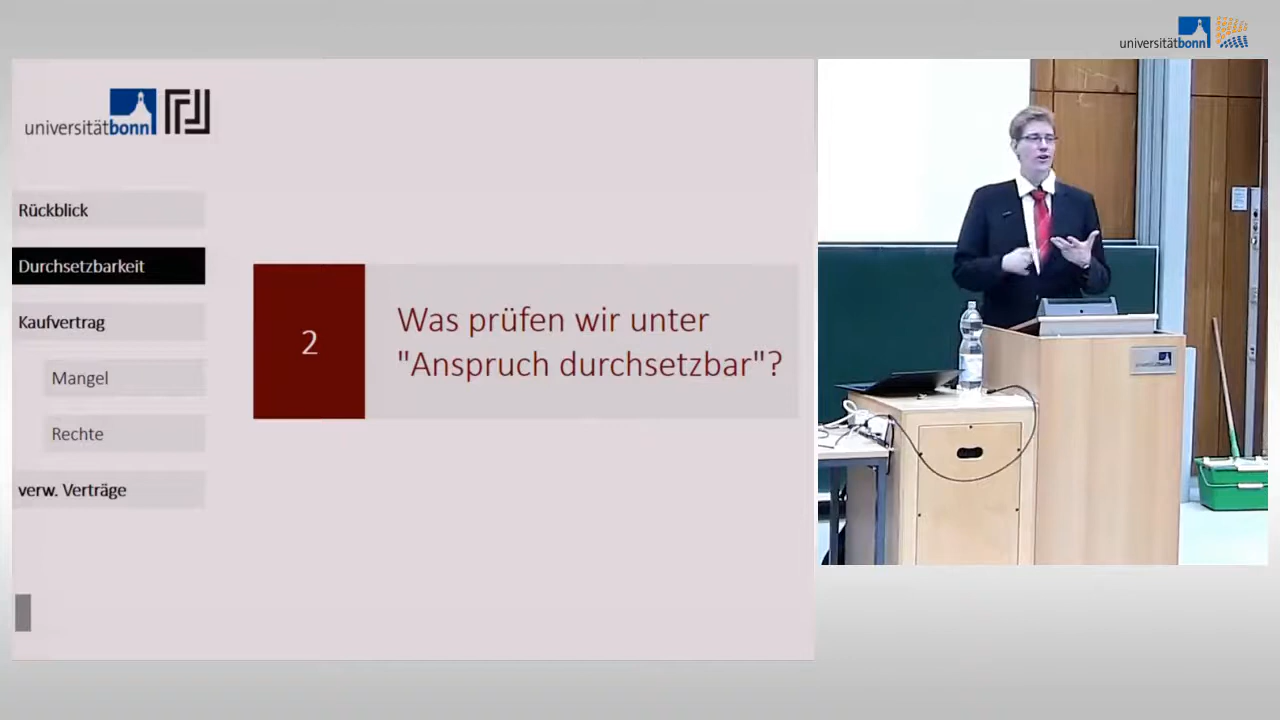 universitätbonn
universitätbonn
Rückblick
Durchsetzbarkeit
Kaufvertrag
Mangel
Rechte
verw. Verträge
2
Was prüfen wir unter
"Anspruch durchsetzbar"?